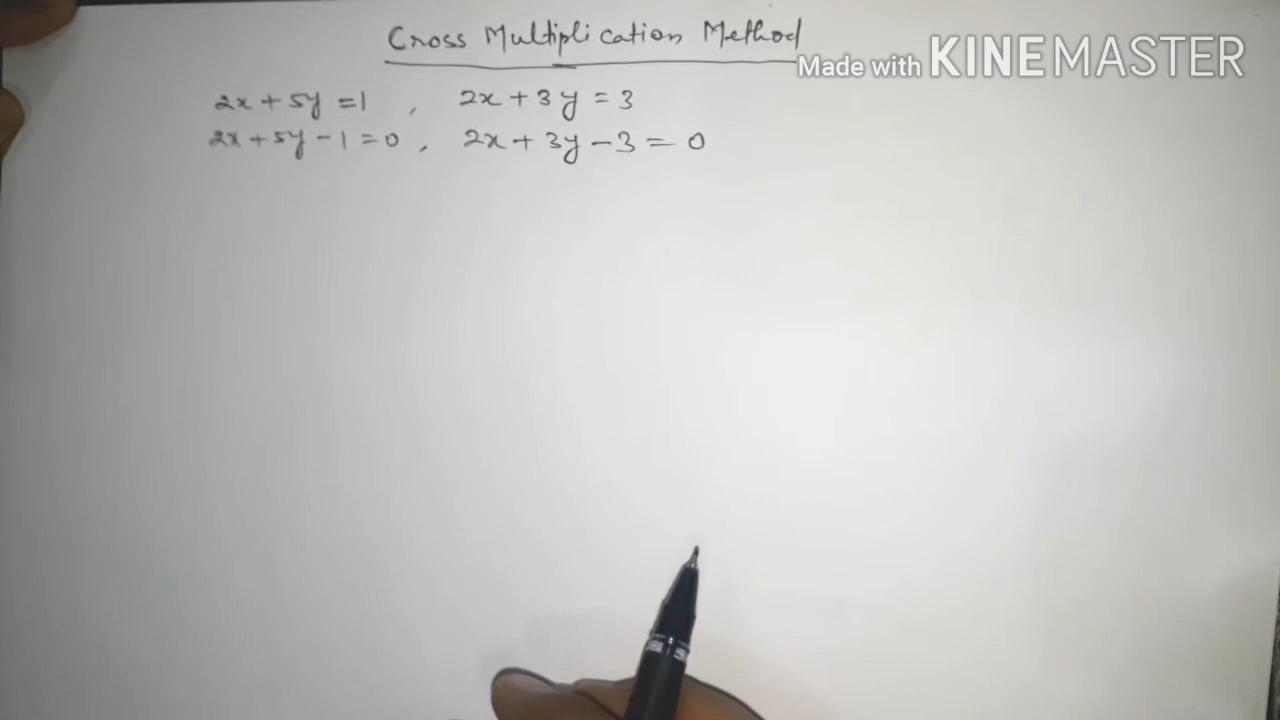 Cross Multiplication Method
Made with KINEMASTER
2x + 5y = 1 , 2x + 3y = 3
2x + 5y - 1 = 0 , 2x + 3y - 3 = 0